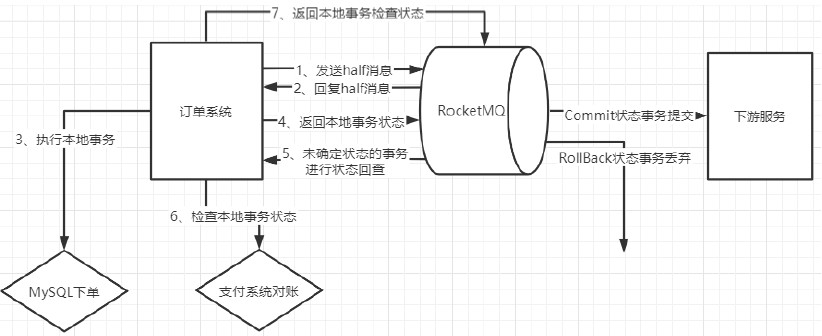 7、返回本地事务检查状态
订单系统
1、发送half消息
2、回复half消息
RocketMQ
Commit状态事务提交
下游服务
4、返回本地事务状态
3、执行本地事务
5、未确定状态的事务
进行状态回查
RollBack状态事务丢弃
6、检查本地事务状态
MySQL下单
支付系统对账